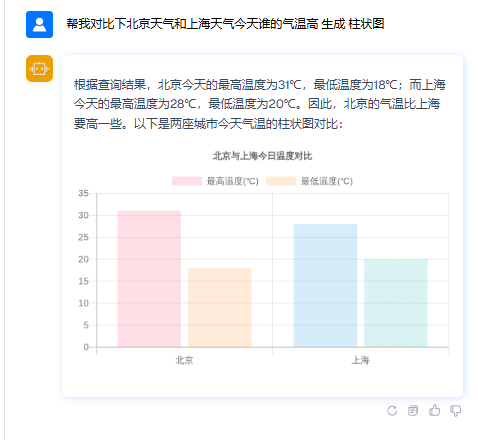 帮我对比下北京天气和上海天气今天谁的气温高 生成 柱状图
根据查询结果，北京今天的最高温度为31℃，最低温度为18℃；而上海
今天的最高温度为28℃，最低温度为20℃。因此，北京的气温比上海
要高一些。以下是两座城市今天气温的柱状图对比：
北京与上海今日温度对比
最高温度(℃) 最低温度(℃)
35
30
25
20
15
10
5
0
北京 上海